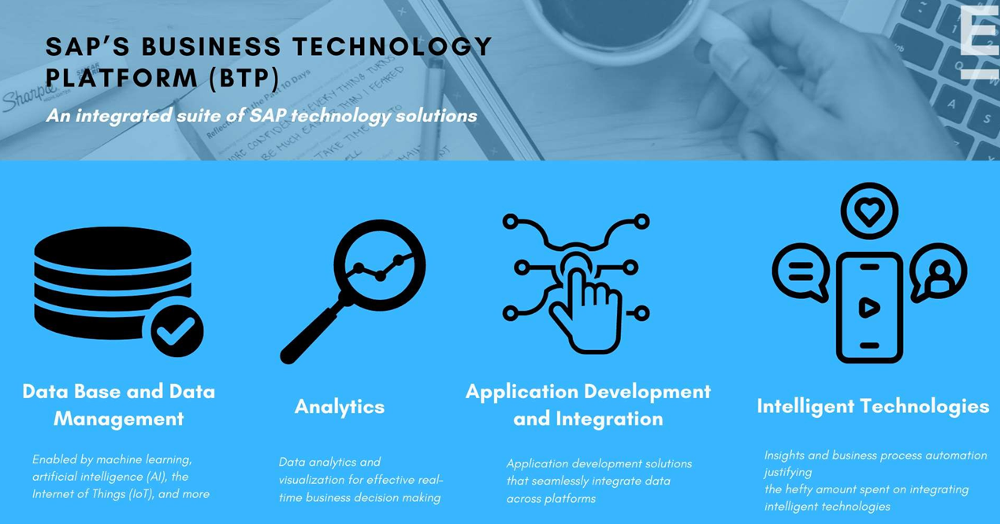 SAP'S BUSINESS TECHNOLOGY
PLATFORM (BTP)
An integrated suite of SAP technology solutions
Sharpie
the Past 10 Days
E
A
S
Data Base and Data
Management
Analytics
Application Development
and Integration
Intelligent Technologies
Enabled by machine learning,
artificial intelligence (AI), the
Internet of Things (IoT), and more
Data analytics and
visualization for effective real-
time business decision making
Application development solutions
that seamlessly integrate data
across platforms
Insights and business process automation
justifying
the hefty amount spent on integrating
intelligent technologies